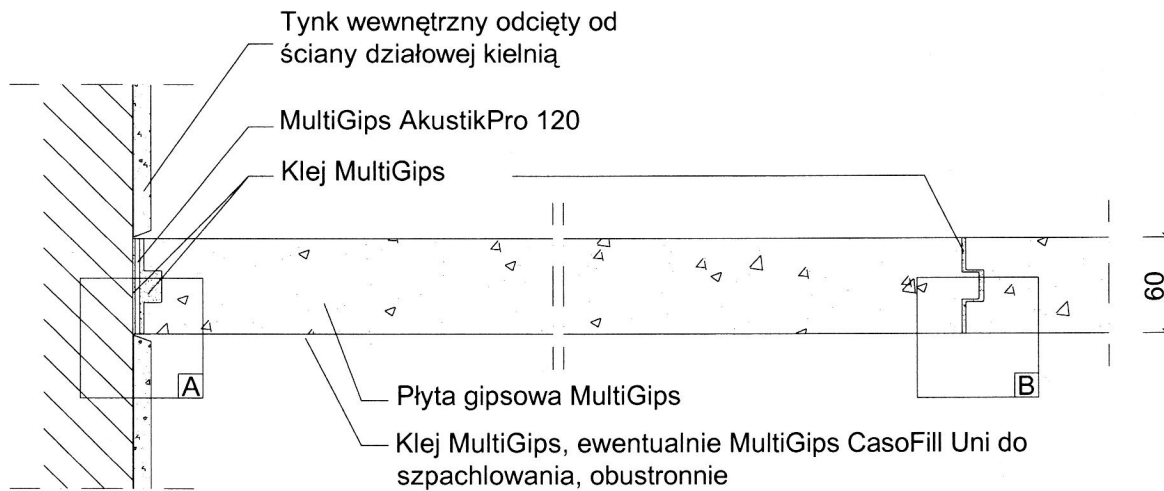 Tynk wewnętrzny odcięty od
ściany działowej kielnią
MultiGips AkustikPro 120
Klej MultiGips
60
A
B
Płyta gipsowa MultiGips
Klej MultiGips, ewentualnie MultiGips CasoFill Uni do
szpachlowania, obustronnie